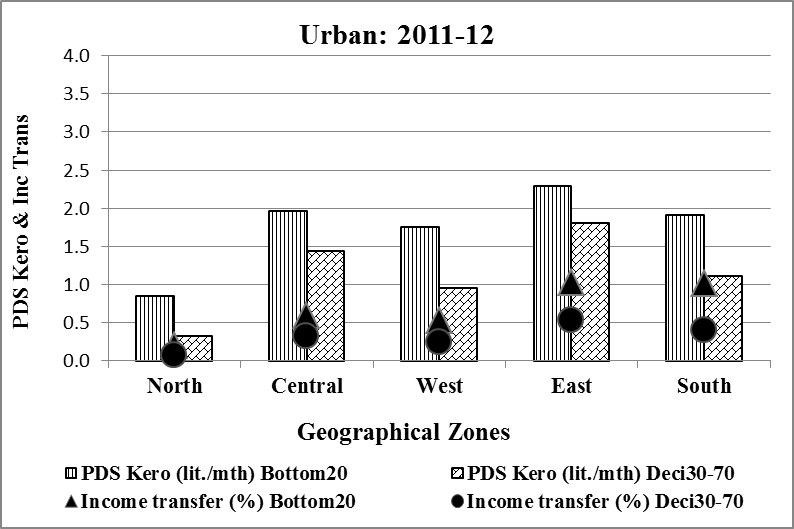 Urban: 2011-12
PDS Kero & Inc Trans
4.0
3.5
3.0
2.5
2.0
1.5
1.0
0.5
0.0
North Central West East South
Geographical Zones
PDS Kero (lit./mth) Bottom20 PDS Kero (lit./mth) Deci30-70
Income transfer (%) Bottom20 Income transfer (%) Deci30-70